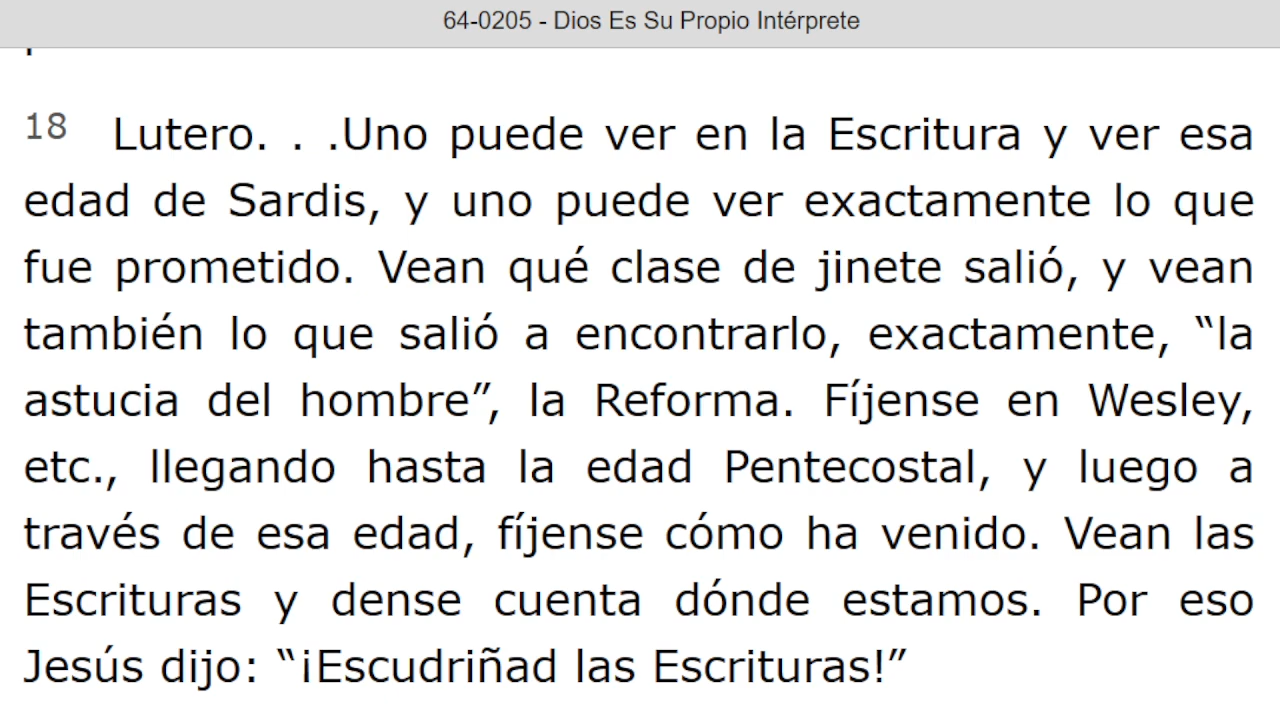 64-0205 - Dios Es Su Propio Intérprete
18 Lutero. . .Uno puede ver en la Escritura y ver esa
edad de Sardis, y uno puede ver exactamente lo que
fue prometido. Vean qué clase de jinete salió, y vean
también lo que salió a encontrarlo, exactamente, “la
astucia del hombre”, la Reforma. Fíjense en Wesley,
etc., llegando hasta la edad Pentecostal, y luego a
través de esa edad, fíjense cómo ha venido. Vean las
Escrituras y dense cuenta dónde estamos. Por eso
Jesús dijo: “¡Escudriñad las Escrituras!”